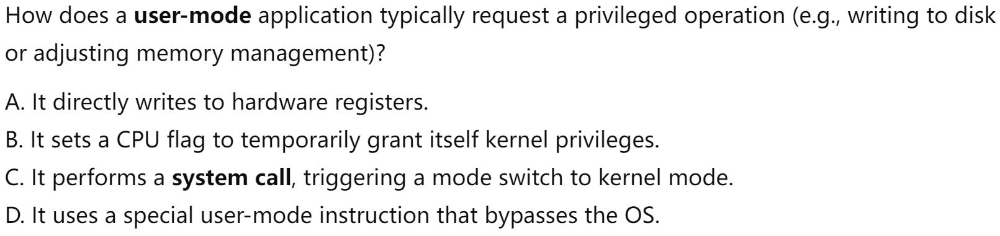 How does a user-mode application typically request a privileged operation (e.g., writing to disk
or adjusting memory management)?
A. It directly writes to hardware registers.
B. It sets a CPU flag to temporarily grant itself kernel privileges.
C. It performs a system call, triggering a mode switch to kernel mode.
D. It uses a special user-mode instruction that bypasses the OS.